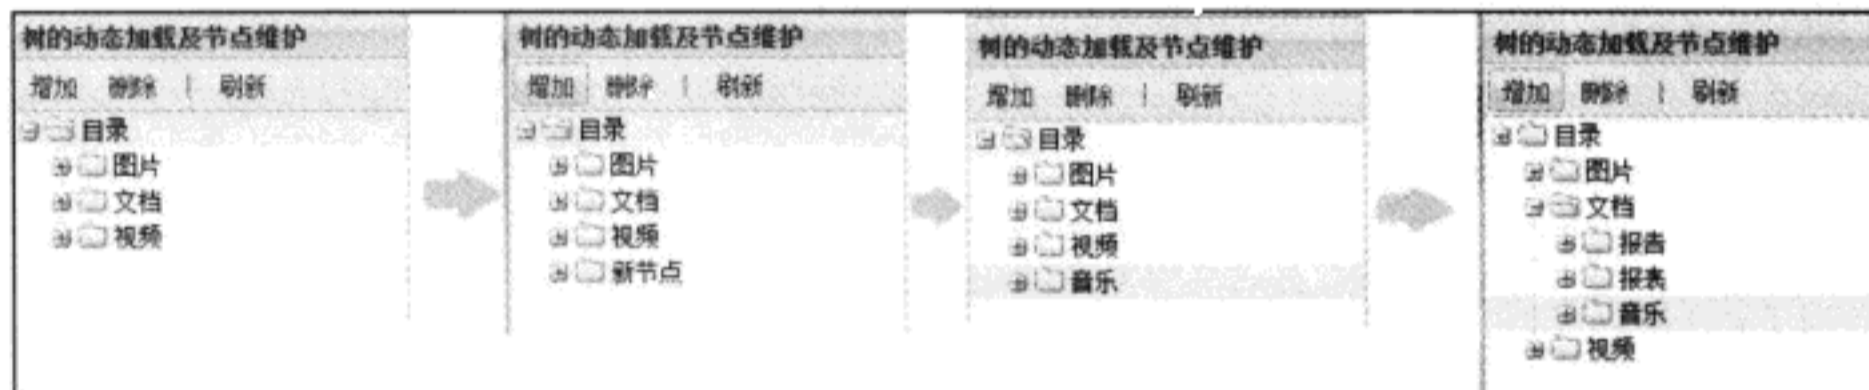 树的动态加载及节点维护
增加 删除 | 刷新
目录
图片
文档
视频
树的动态加载及节点维护
增加 删除 | 刷新
目录
图片
文档
视频
新节点
树的动态加载及节点维护
增加 删除 | 刷新
目录
图片
文档
视频
音乐
树的动态加载及节点维护
增加 删除 | 刷新
目录
图片
文档
报告
报表
音乐
视频